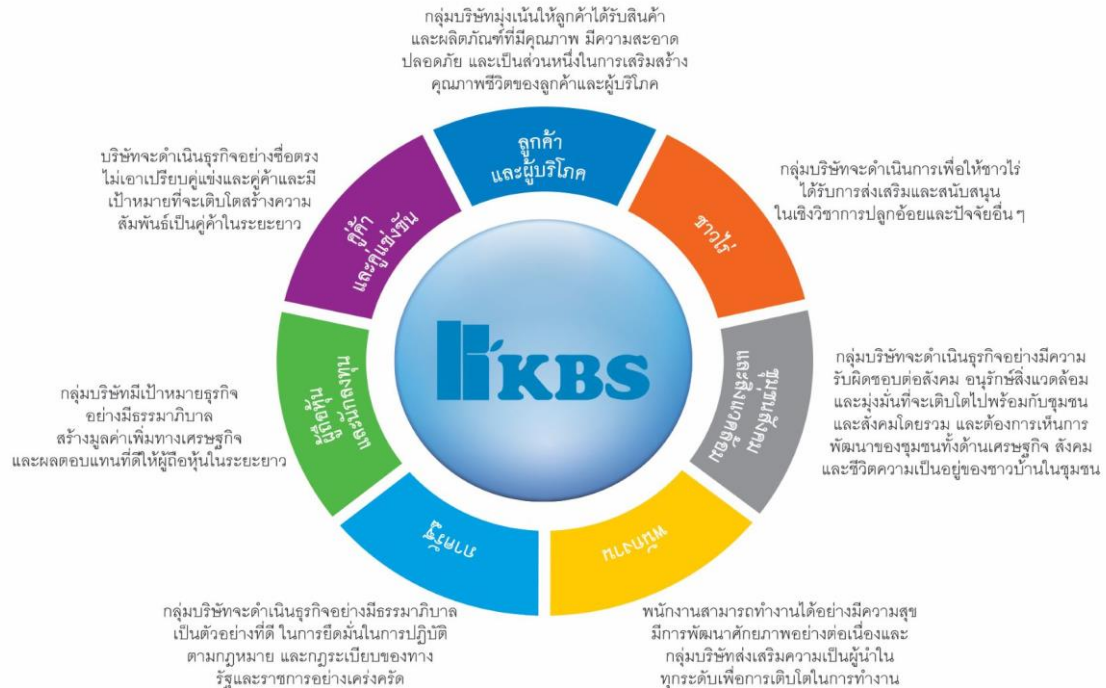 กลุ่มบริษัทมุ่งเน้นให้ลูกค้าได้รับสินค้า
และผลิตภัณฑ์ที่มีคุณภาพ มีความสะอาด
ปลอดภัย และเป็นส่วนหนึ่งในการเสริมสร้าง
คุณภาพชีวิตของลูกค้าและผู้บริโภค
ลูกค้า
และผู้บริโภค
กลุ่มบริษัทจะดำเนินการเพื่อให้ชาวไร่
ได้รับการส่งเสริมและสนับสนุน
ในเชิงวิชาการปลูกอ้อยและปัจจัยอื่น ๆ
ชาวไร่
กลุ่มบริษัทจะดำเนินธุรกิจอย่างมีความ
รับผิดชอบต่อสังคม อนุรักษ์สิ่งแวดล้อม
และมุ่งมั่นที่จะเติบโตไปพร้อมกับชุมชน
และสังคมโดยรวม และต้องการเห็นการ
พัฒนาของชุมชนทั้งด้านเศรษฐกิจ สังคม
และชีวิตความเป็นอยู่ของชาวบ้านในชุมชน
ชุมชนสังคม
และสิ่งแวดล้อม
พนักงาน
พนักงานสามารถทำงานได้อย่างมีความสุข
มีการพัฒนาศักยภาพอย่างต่อเนื่องและ
กลุ่มบริษัทส่งเสริมความเป็นผู้นำใน
ทุกระดับเพื่อการเติบโตในการทำงาน
ภาครัฐ
กลุ่มบริษัทจะดำเนินธุรกิจอย่างมีธรรมาภิบาล
เป็นตัวอย่างที่ดี ในการยึดมั่นในการปฏิบัติ
ตามกฎหมาย และกฎระเบียบของทาง
รัฐและราชการอย่างเคร่งครัด
ผู้ถือหุ้น
และนักลงทุน
กลุ่มบริษัทมีเป้าหมายธุรกิจ
อย่างมีธรรมาภิบาล
สร้างมูลค่าเพิ่มทางเศรษฐกิจ
และผลตอบแทนที่ดีให้ผู้ถือหุ้นในระยะยาว
คู่ค้า
และคู่แข่งขัน
บริษัทจะดำเนินธุรกิจอย่างซื่อตรง
ไม่เอาเปรียบคู่แข่งและคู่ค้าและมี
เป้าหมายที่จะเติบโตสร้างความ
สัมพันธ์เป็นคู่ค้าในระยะยาว
KBS